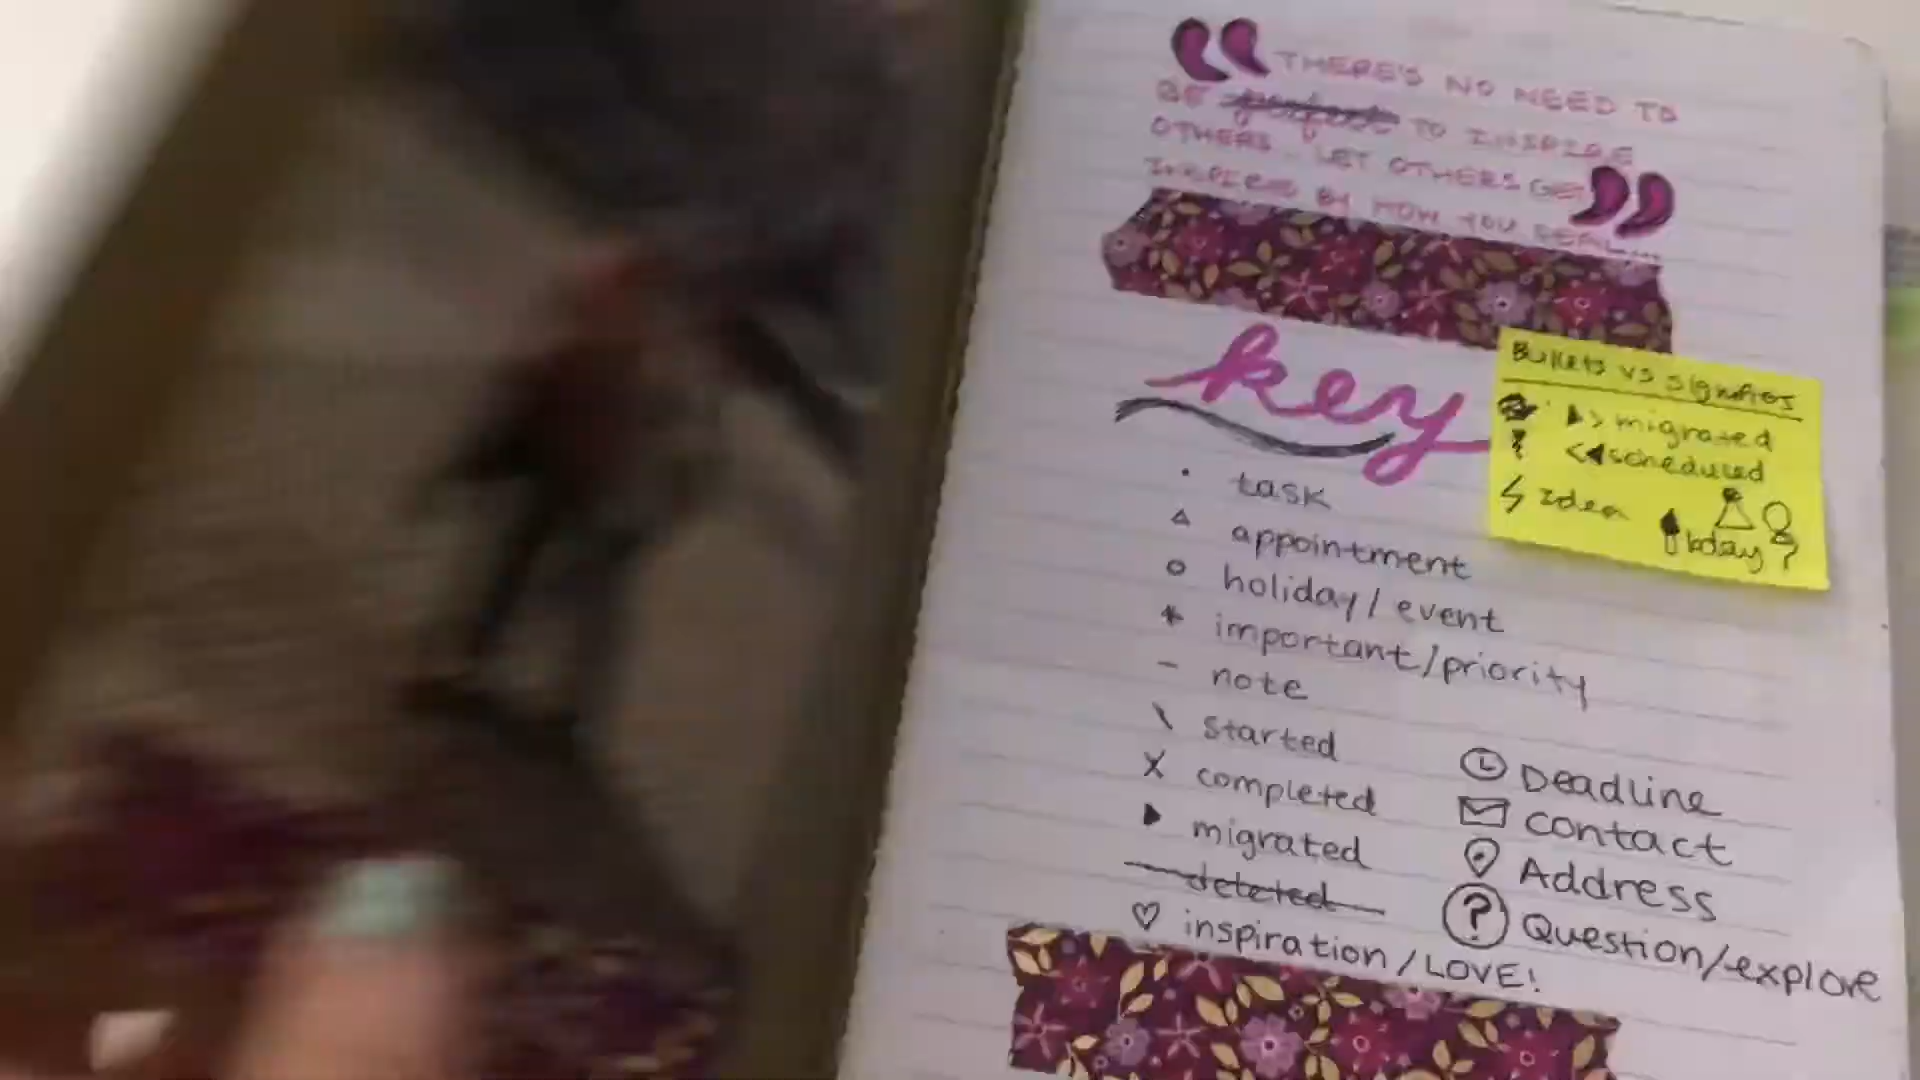 THERE'S NO NEED TO
BE perfect TO INSPIRE
OTHERS. LET OTHERS GET
INSPIRED BY HOW YOU DEAL...
key
Bullets vs signifiers
> migrated
< scheduled
Idea
bday?
• task
△ appointment
○ holiday/event
* important/priority
– note
\ started
X completed
▶ migrated
deleted
♡ inspiration/LOVE!
Deadline
contact
Address
? Question/explore